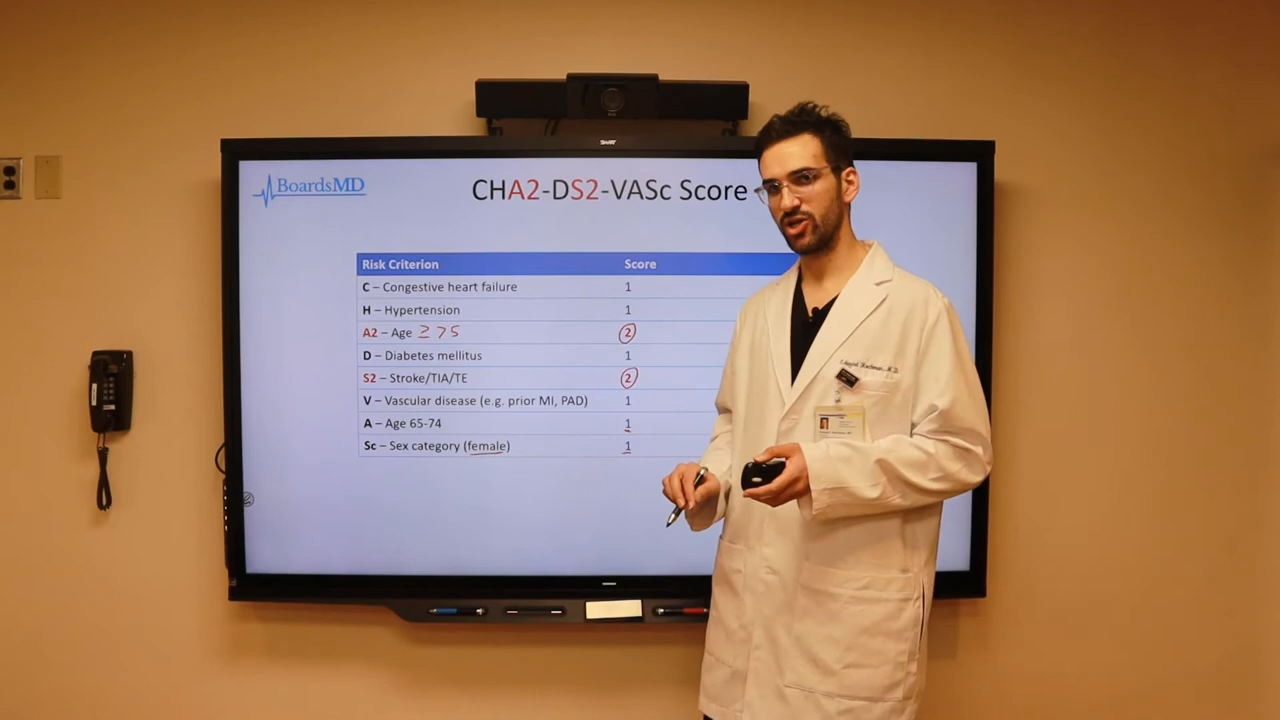 SMART
BoardsMD
CHA2-DS2-VASc Score
Risk Criterion Score
C – Congestive heart failure 1
H – Hypertension 1
A2 – Age ≥ 75 2
D – Diabetes mellitus 1
S2 – Stroke/TIA/TE 2
V – Vascular disease (e.g. prior MI, PAD) 1
A – Age 65-74 1
Sc – Sex category (female) 1